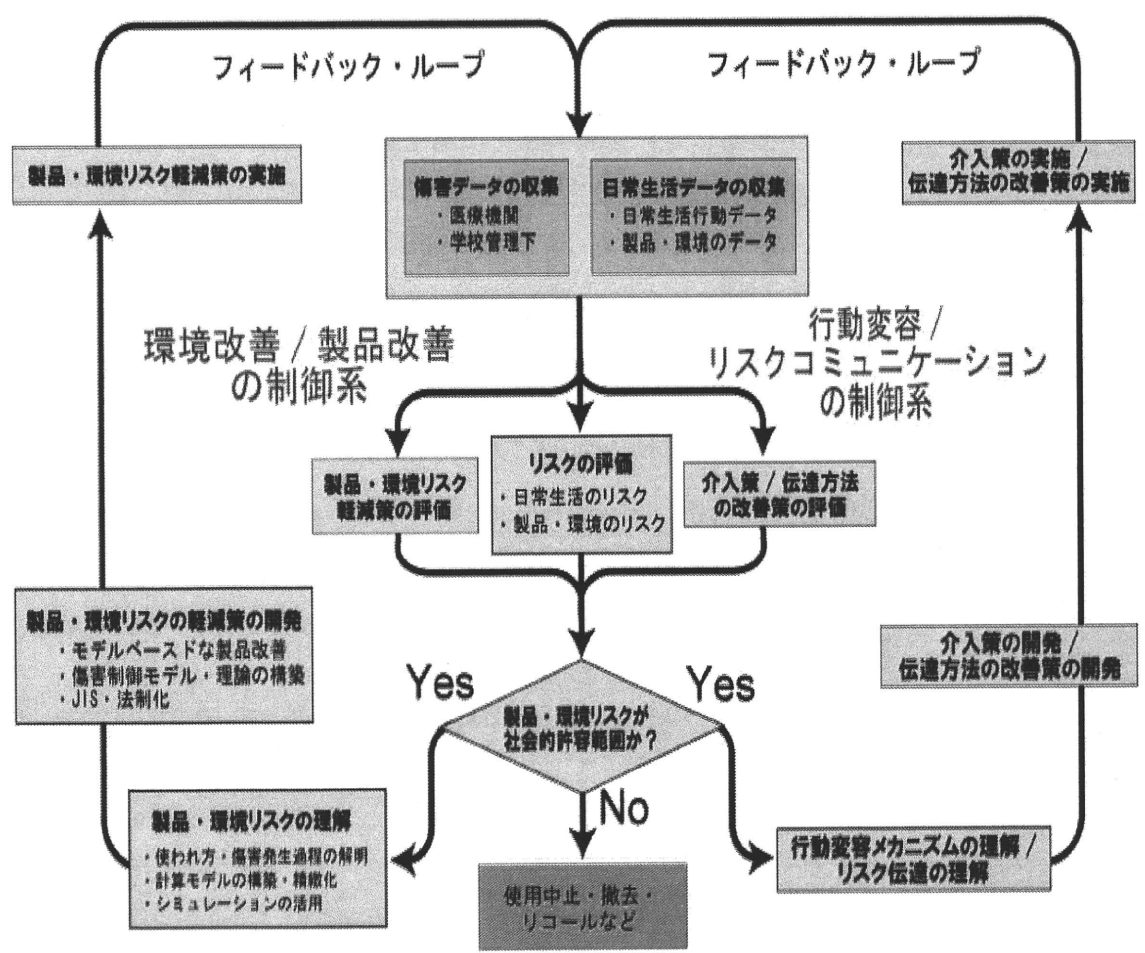 フィードバック・ループ
フィードバック・ループ
製品・環境リスク軽減策の実施
介入策の実施 /
伝達方法の改善策の実施
傷害データの収集
・医療機関
・学校管理下
日常生活データの収集
・日常生活行動データ
・製品・環境のデータ
環境改善 / 製品改善
の制御系
行動変容 /
リスクコミュニケーション
の制御系
製品・環境リスク
軽減策の評価
リスクの評価
・日常生活のリスク
・製品・環境のリスク
介入策 / 伝達方法
の改善策の評価
製品・環境リスクの軽減策の開発
・モデルベースドな製品改善
・傷害制御モデル・理論の構築
・JIS・法制化
介入策の開発 /
伝達方法の改善策の開発
Yes
Yes
製品・環境リスクが
社会的許容範囲か？
No
製品・環境リスクの理解
・使われ方・傷害発生過程の解明
・計算モデルの構築・精緻化
・シミュレーションの活用
行動変容メカニズムの理解 /
リスク伝達の理解
使用中止・撤去・
リコールなど